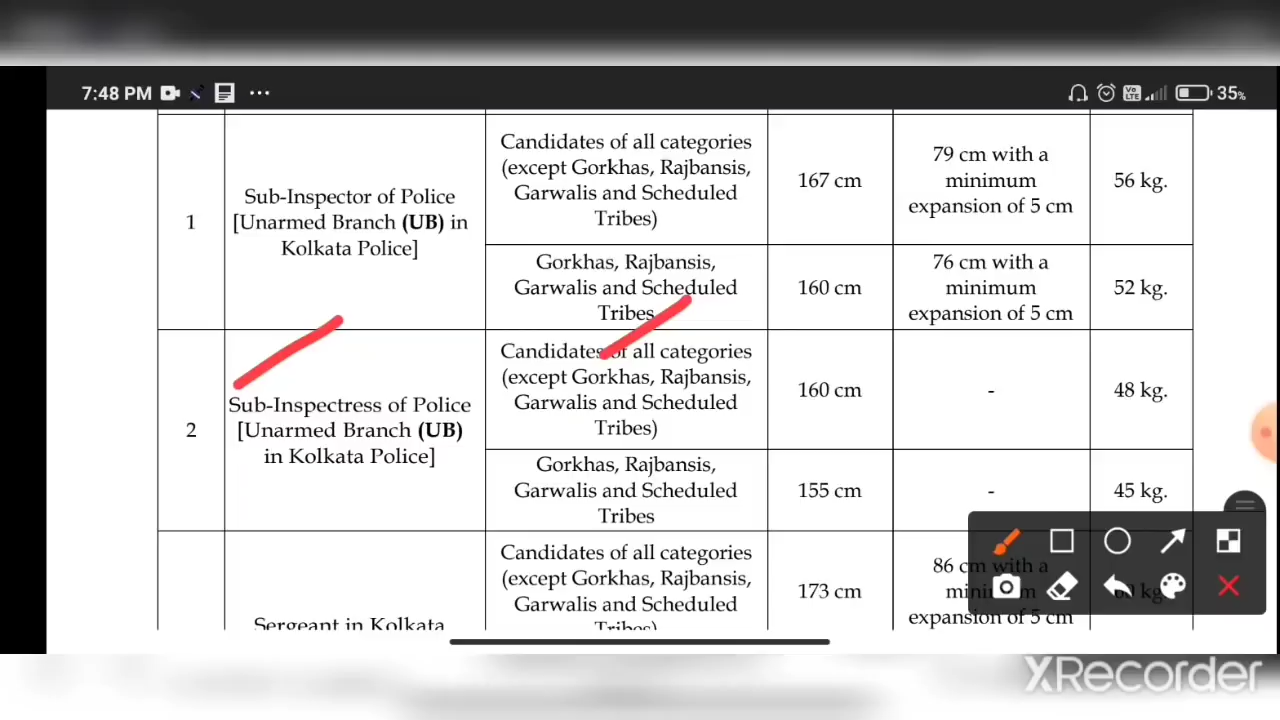 7:48 PM
35%
1
Sub-Inspector of Police
[Unarmed Branch (UB) in
Kolkata Police]
Candidates of all categories
(except Gorkhas, Rajbansis,
Garwalis and Scheduled
Tribes)
167 cm
79 cm with a
minimum
expansion of 5 cm
56 kg.
Gorkhas, Rajbansis,
Garwalis and Scheduled
Tribes
160 cm
76 cm with a
minimum
expansion of 5 cm
52 kg.
2
Sub-Inspectress of Police
[Unarmed Branch (UB)
in Kolkata Police]
Candidates of all categories
(except Gorkhas, Rajbansis,
Garwalis and Scheduled
Tribes)
160 cm
-
48 kg.
Gorkhas, Rajbansis,
Garwalis and Scheduled
Tribes
155 cm
-
45 kg.
Sergeant in Kolkata
Candidates of all categories
(except Gorkhas, Rajbansis,
Garwalis and Scheduled
Tribes)
173 cm
86 cm with a
minimum
expansion of 5 cm
60 kg.
XRecorder